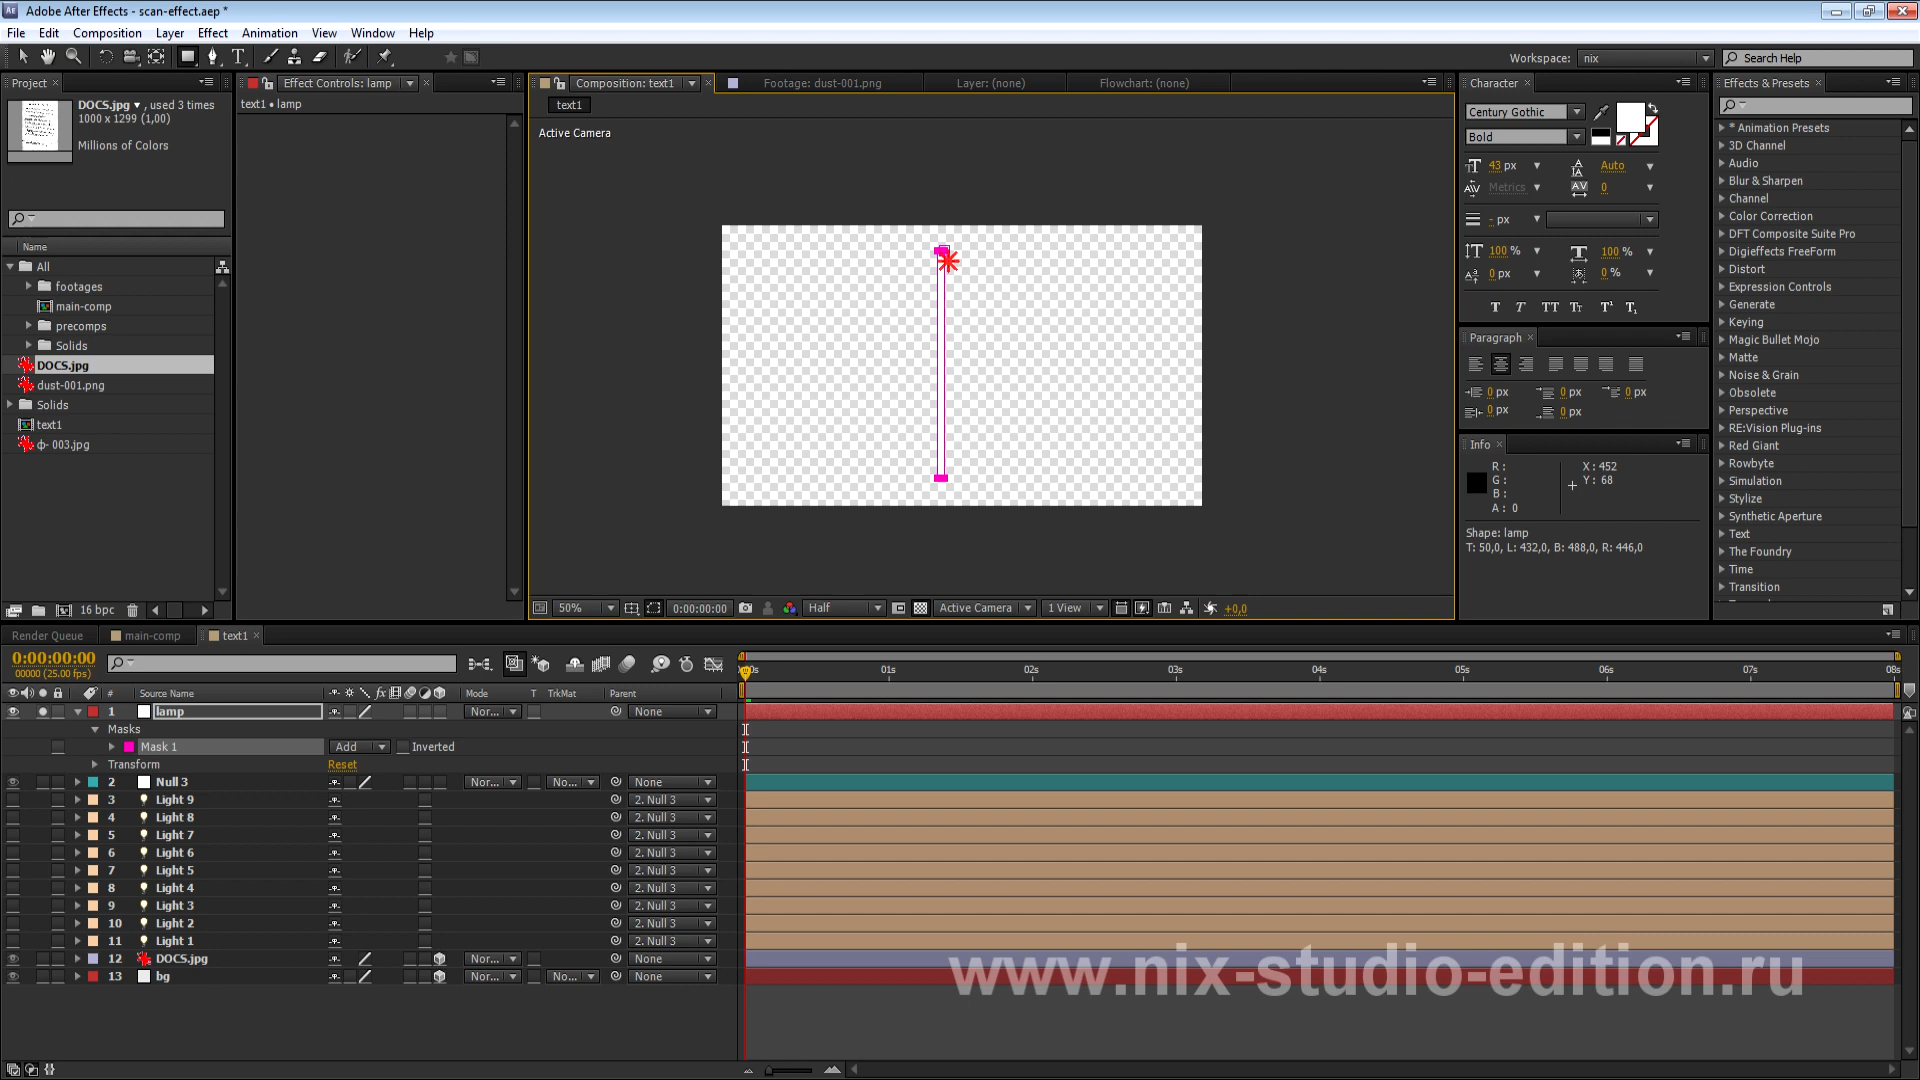 Adobe After Effects - scan-effect.aep *
File Edit Composition Layer Effect Animation View Window Help
Workspace: nix Search Help
Project
DOCS.jpg , used 3 times
1000 x 1299 (1,00)
Millions of Colors
Name
All
footages
main-comp
precomps
Solids
DOCS.jpg
dust-001.png
Solids
text1
ф- 003.jpg
16 bpc
Effect Controls: lamp
text1 • lamp
Composition: text1 Footage: dust-001.png Layer: (none) Flowchart: (none)
text1
Active Camera
50% 0:00:00:00 Half Active Camera 1 View +0,0
Character
Century Gothic
Bold
43 px Auto
Metrics 0
- px
100 % 100 %
0 px 0 %
T T TT Tr T¹ T₁
Paragraph
0 px 0 px 0 px
0 px 0 px
Info
R : X : 452
G : Y : 68
B :
A : 0
Shape: lamp
T: 50,0, L: 432,0, B: 488,0, R: 446,0
Effects & Presets
* Animation Presets
3D Channel
Audio
Blur & Sharpen
Channel
Color Correction
DFT Composite Suite Pro
Digieffects FreeForm
Distort
Expression Controls
Generate
Keying
Magic Bullet Mojo
Matte
Noise & Grain
Obsolete
Perspective
RE:Vision Plug-ins
Red Giant
Rowbyte
Simulation
Stylize
Synthetic Aperture
Text
The Foundry
Time
Transition
Render Queue main-comp text1
0:00:00:00
00000 (25.00 fps)
# Source Name Mode T TrkMat Parent
01s 02s 03s 04s 05s 06s 07s 08s
1 lamp Nor... None
Masks
Mask 1 Add Inverted
Transform Reset
2 Null 3 Nor... No... None
3 Light 9 2. Null 3
4 Light 8 2. Null 3
5 Light 7 2. Null 3
6 Light 6 2. Null 3
7 Light 5 2. Null 3
8 Light 4 2. Null 3
9 Light 3 2. Null 3
10 Light 2 2. Null 3
11 Light 1 2. Null 3
12 DOCS.jpg Nor... None
13 bg Nor... No... None
www.nix-studio-edition.ru